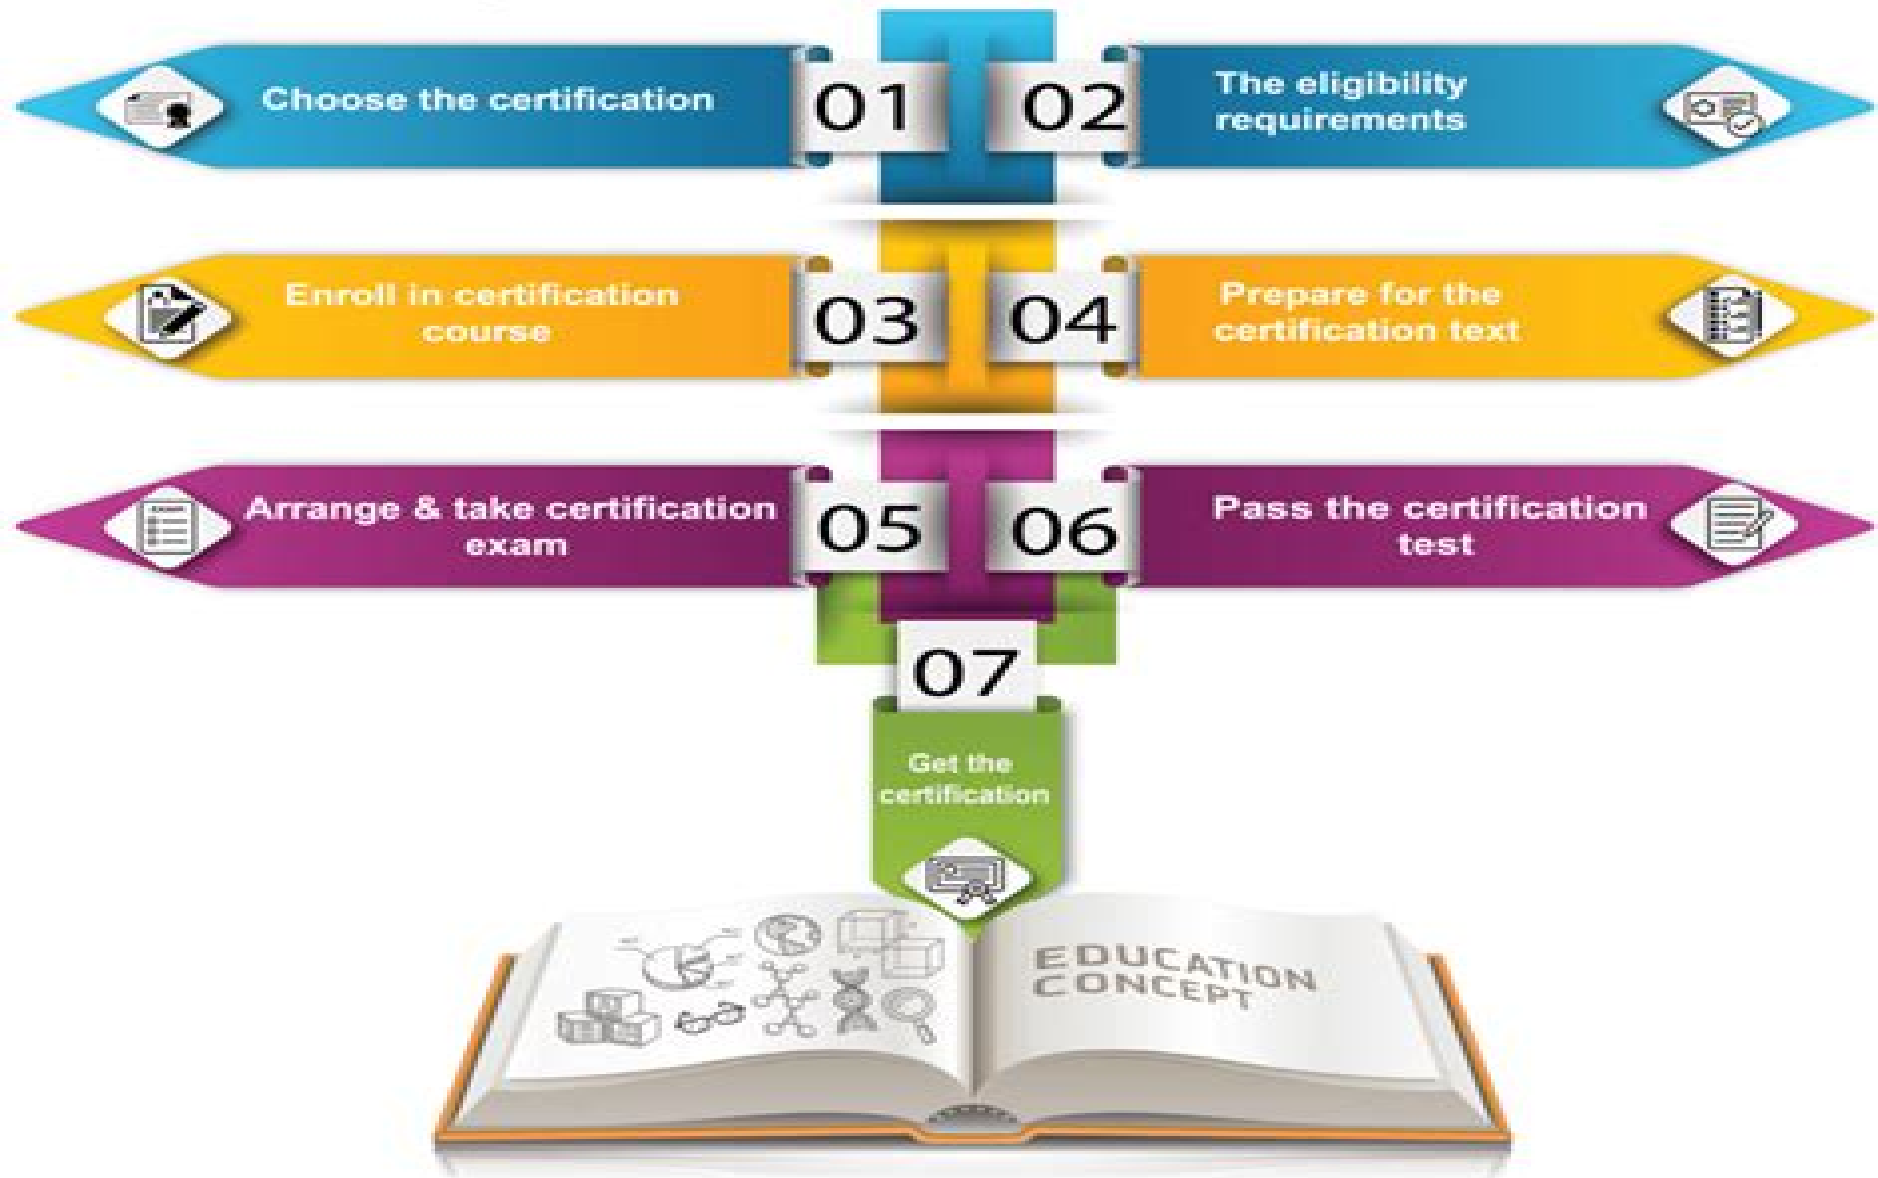 Choose the certification
01
02
The eligibility
requirements
Enroll in certification
course
03
04
Prepare for the
certification text
Arrange & take certification
exam
05
06
Pass the certification
test
07
Get the
certification
EDUCATION
CONCEPT